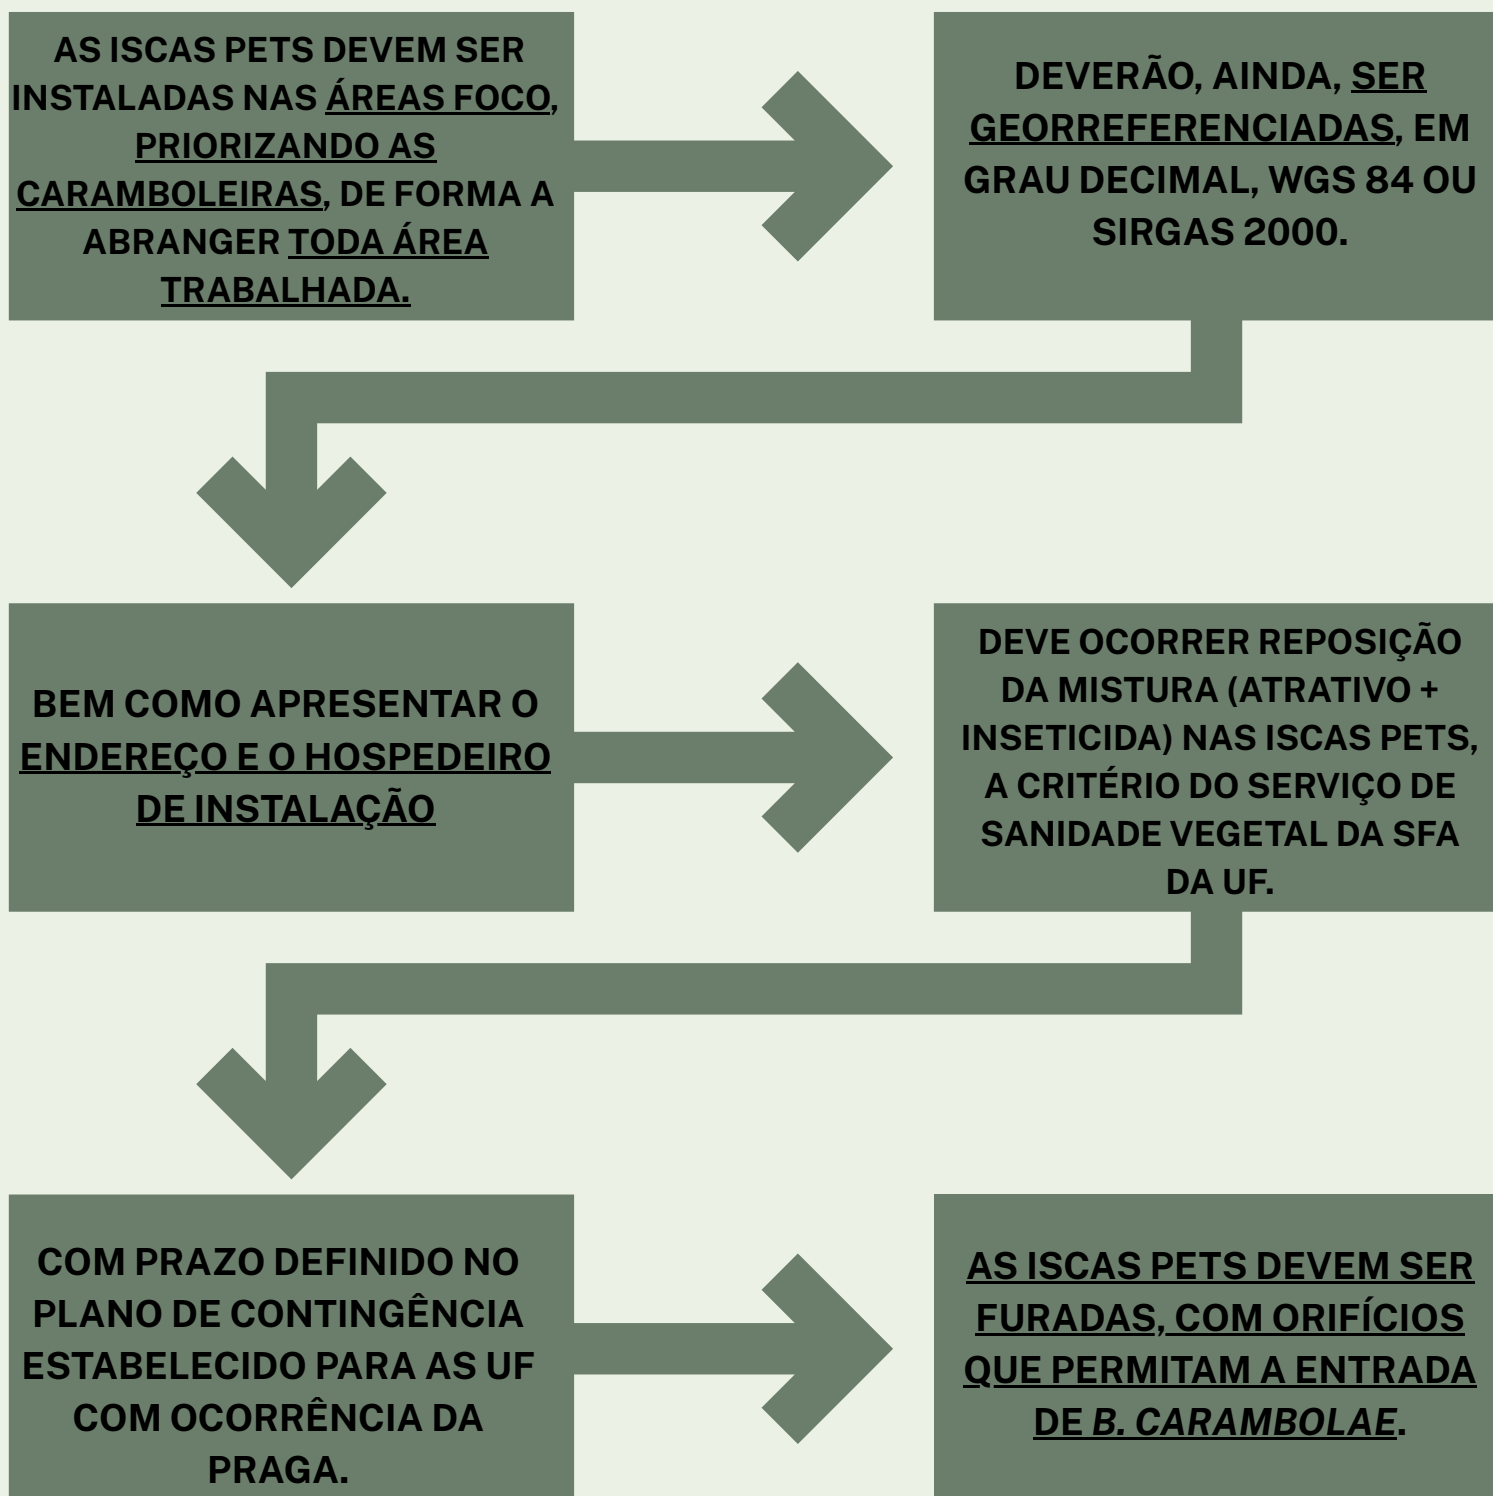 AS ISCAS PETS DEVEM SER
INSTALADAS NAS ÁREAS FOCO,
PRIORIZANDO AS
CARAMBOLEIRAS, DE FORMA A
ABRANGER TODA ÁREA
TRABALHADA.
DEVERÃO, AINDA, SER
GEORREFERENCIADAS, EM
GRAU DECIMAL, WGS 84 OU
SIRGAS 2000.
BEM COMO APRESENTAR O
ENDEREÇO E O HOSPEDEIRO
DE INSTALAÇÃO
DEVE OCORRER REPOSIÇÃO
DA MISTURA (ATRATIVO +
INSETICIDA) NAS ISCAS PETS,
A CRITÉRIO DO SERVIÇO DE
SANIDADE VEGETAL DA SFA
DA UF.
COM PRAZO DEFINIDO NO
PLANO DE CONTINGÊNCIA
ESTABELECIDO PARA AS UF
COM OCORRÊNCIA DA
PRAGA.
AS ISCAS PETS DEVEM SER
FURADAS, COM ORIFÍCIOS
QUE PERMITAM A ENTRADA
DE B. CARAMBOLAE.